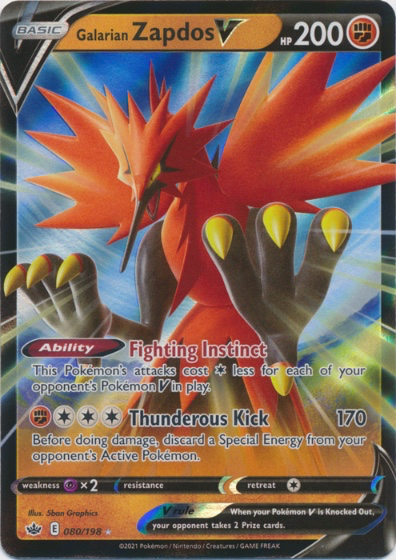 BASIC Galarian Zapdos V HP 200
Ability Fighting Instinct
This Pokémon's attacks cost less for each of your
opponent's Pokémon V in play.
Thunderous Kick 170
Before doing damage, discard a Special Energy from your
opponent's Active Pokémon.
weakness ×2 resistance retreat
Illus. 5ban Graphics
V rule When your Pokémon V is Knocked Out,
your opponent takes 2 Prize cards.
E 080/198
©2021 Pokémon / Nintendo / Creatures / GAME FREAK